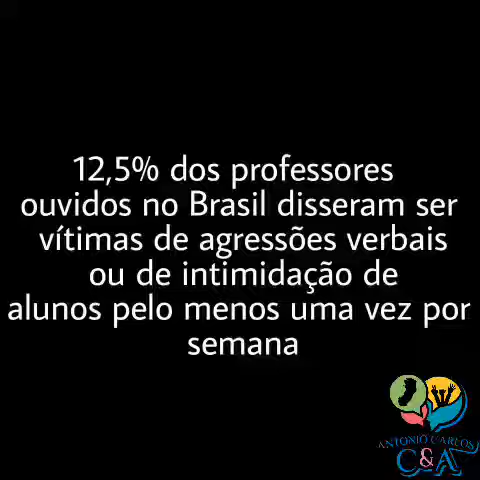 12,5% dos professores
ouvidos no Brasil disseram ser
vítimas de agressões verbais
ou de intimidação de
alunos pelo menos uma vez por
semana
ANTONIO CARLOS
C&A